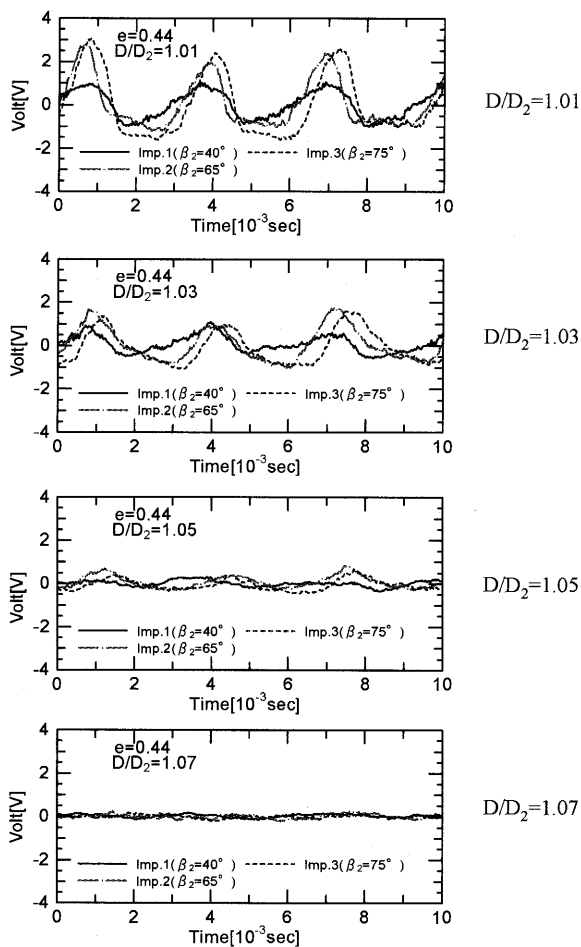 4
e=0.44
D/D₂=1.01
2
Volt[V]
0
D/D₂=1.01
-2
Imp.1(β₂=40° ) Imp.3(β₂=75° )
Imp.2(β₂=65° )
-4
0 2 4 6 8 10
Time[10⁻³sec]
4
e=0.44
D/D₂=1.03
2
Volt[V]
0
D/D₂=1.03
-2
Imp.1(β₂=40° ) Imp.3(β₂=75° )
Imp.2(β₂=65° )
-4
0 2 4 6 8 10
Time[10⁻³sec]
4
e=0.44
D/D₂=1.05
2
Volt[V]
0
D/D₂=1.05
-2
Imp.1(β₂=40° ) Imp.3(β₂=75° )
Imp.2(β₂=65° )
-4
0 2 4 6 8 10
Time[10⁻³sec]
4
e=0.44
D/D₂=1.07
2
Volt[V]
0
D/D₂=1.07
-2
Imp.1(β₂=40° ) Imp.3(β₂=75° )
Imp.2(β₂=65° )
-4
0 2 4 6 8 10
Time[10⁻³sec]